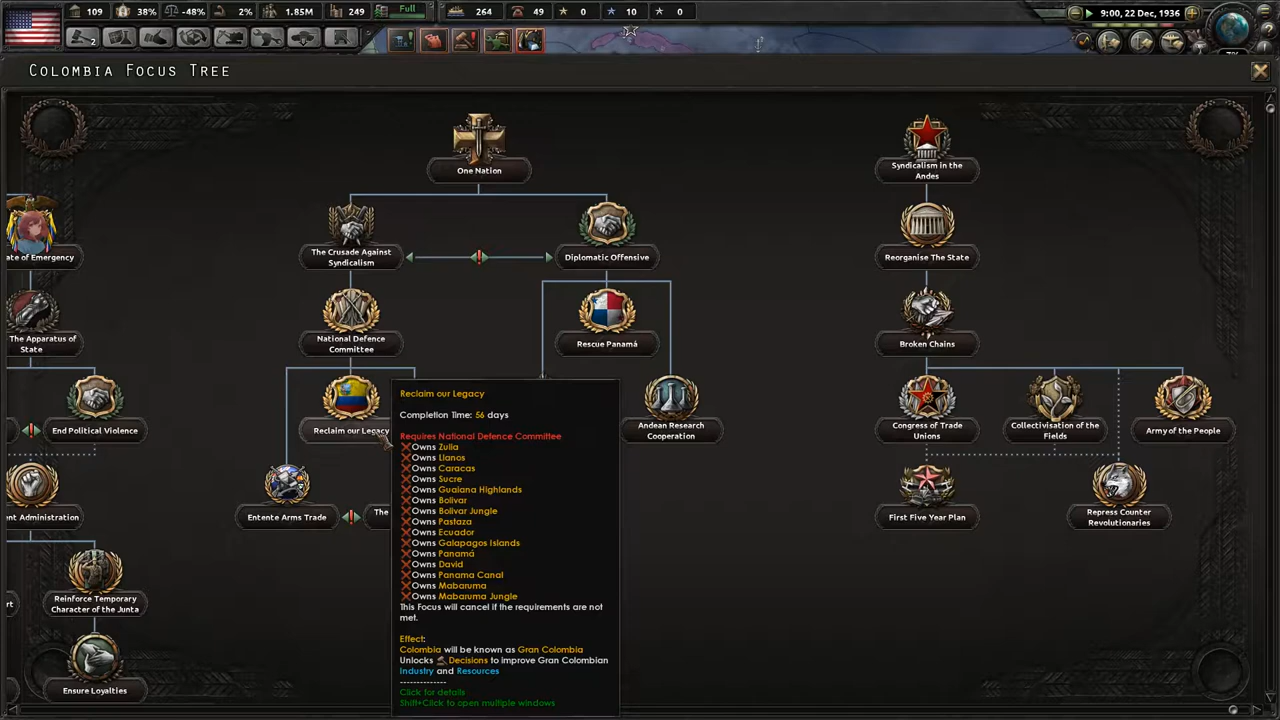 109
38%
-48%
2%
1.85M
249
Full
264
49
0
10
0
9:00, 22 Dec, 1936
2
Colombia Focus Tree
One Nation
Syndicalism in the
Andes
ate of Emergency
The Crusade Against
Syndicalism
Diplomatic Offensive
Reorganise The State
The Apparatus of
State
National Defence
Committee
Rescue Panamá
Broken Chains
End Political Violence
Reclaim our Legacy
Andean Research
Cooperation
Congress of Trade
Unions
Collectivisation of the
Fields
Army of the People
ent Administration
Entente Arms Trade
The
First Five Year Plan
Repress Counter
Revolutionaries
Reinforce Temporary
Character of the Junta
Ensure Loyalties
Reclaim our Legacy
Completion Time: 56 days
Requires National Defence Committee
Owns Zulia
Owns Llanos
Owns Caracas
Owns Sucre
Owns Guaiana Highlands
Owns Bolivar
Owns Bolivar Jungle
Owns Pastaza
Owns Ecuador
Owns Galapagos Islands
Owns Panamá
Owns David
Owns Panama Canal
Owns Mabaruma
Owns Mabaruma Jungle
This Focus will cancel if the requirements are not
met.
Effect:
Colombia will be known as Gran Colombia
Unlocks Decisions to improve Gran Colombian
Industry and Resources
--------------
Click for details
Shift+Click to open multiple windows